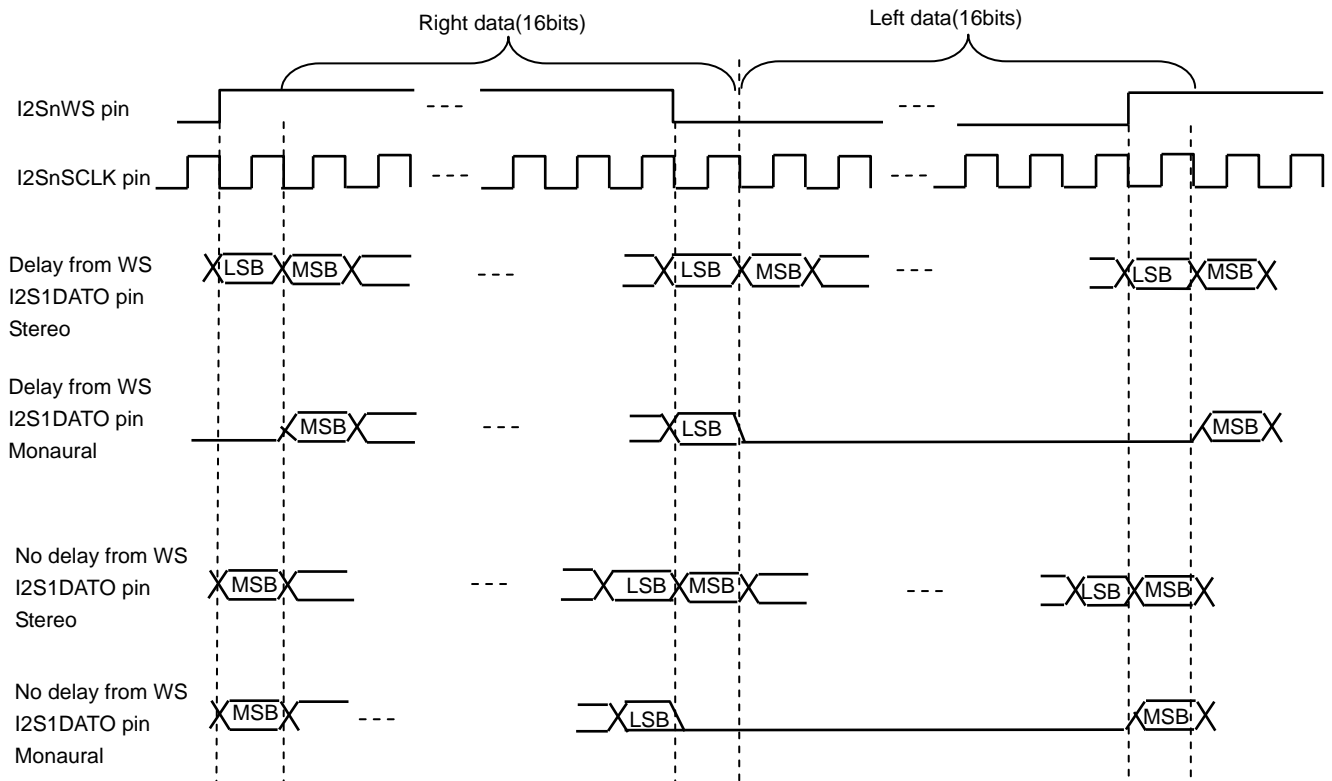 Right data(16bits)
Left data(16bits)
I2SnWS pin
I2SnSCLK pin
Delay from WS
I2S1DATO pin
Stereo
LSB MSB LSB MSB LSB MSB
Delay from WS
I2S1DATO pin
Monaural
MSB LSB MSB
No delay from WS
I2S1DATO pin
Stereo
MSB LSB MSB LSB MSB
No delay from WS
I2S1DATO pin
Monaural
MSB LSB MSB